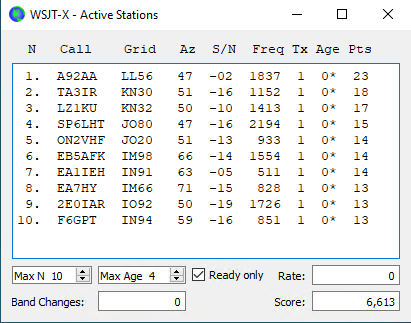 WSJT-X - Active Stations
N Call Grid Az S/N Freq Tx Age Pts
1. A92AA LL56 47 -02 1837 1 0* 23
2. TA3IR KN30 51 -16 1152 1 0* 18
3. LZ1KU KN32 50 -10 1413 1 0* 17
4. SP6LHT JO80 47 -16 2194 1 0* 15
5. ON2VHF JO20 51 -13 933 1 0* 14
6. EB5AFK IM98 66 -14 1554 1 0* 14
7. EA1IEH IN91 63 -05 511 1 0* 14
8. EA7HY IM66 71 -15 828 1 0* 13
9. 2E0IAR IO92 50 -19 1726 1 0* 13
10. F6GPT IN94 59 -16 851 1 0* 13
Max N 10 Max Age 4 Ready only Rate: 0
Band Changes: 0 Score: 6,613